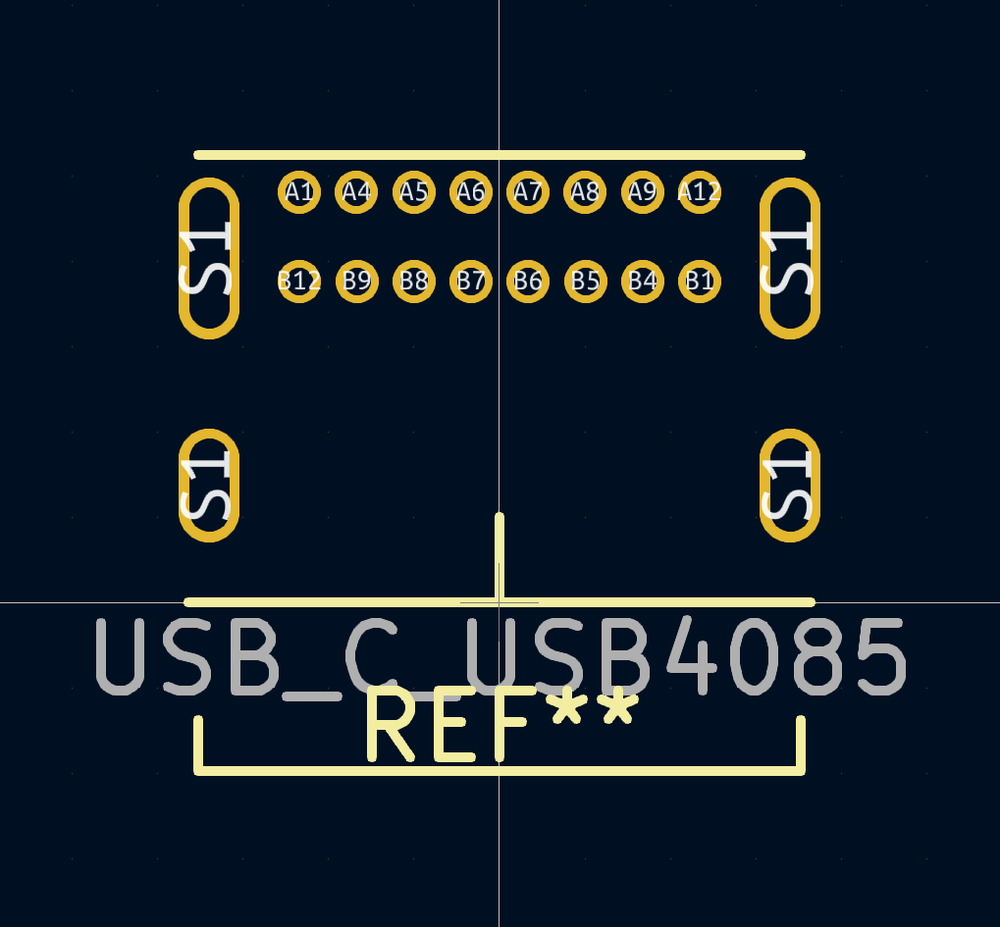 A1 A4 A5 A6 A7 A8 A9 A12
S1 S1
B12 B9 B8 B7 B6 B5 B4 B1
S1 S1
USB_C_USB4085
REF**